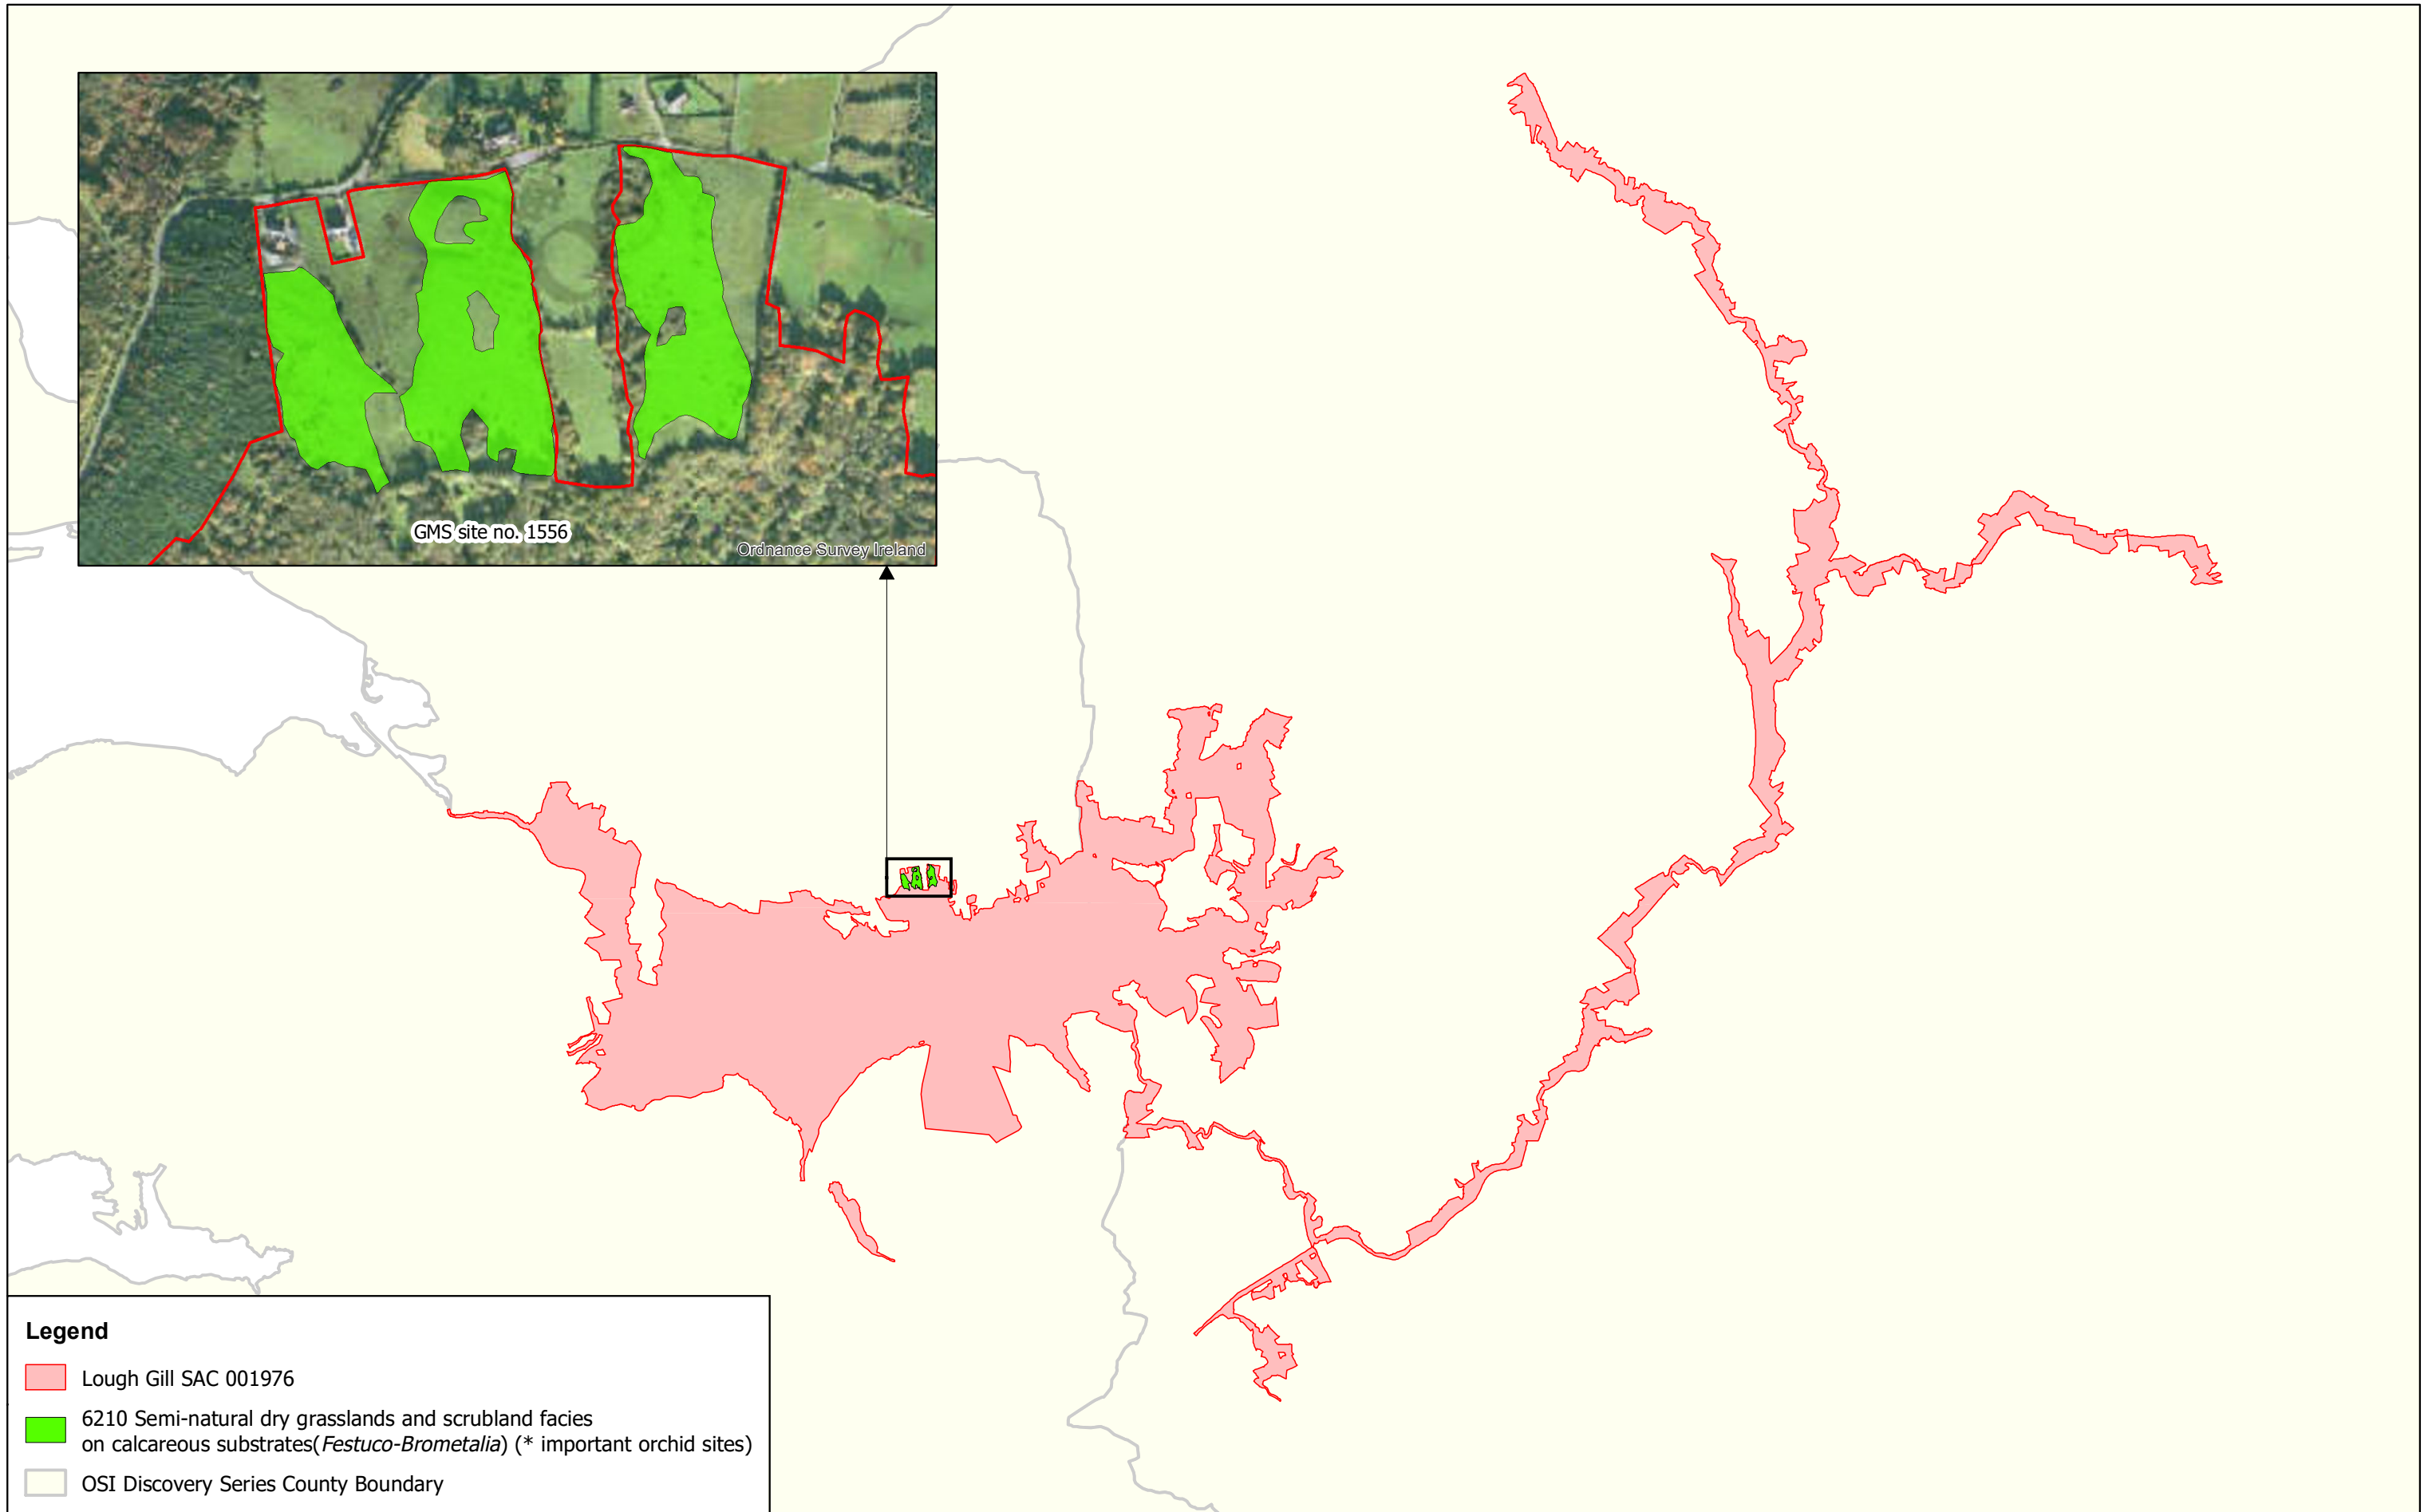 GMS site no. 1556
Ordnance Survey Ireland
Legend
Lough Gill SAC 001976
6210 Semi-natural dry grasslands and scrubland facies
on calcareous substrates(Festuco-Brometalia) (* important orchid sites)
OSI Discovery Series County Boundary